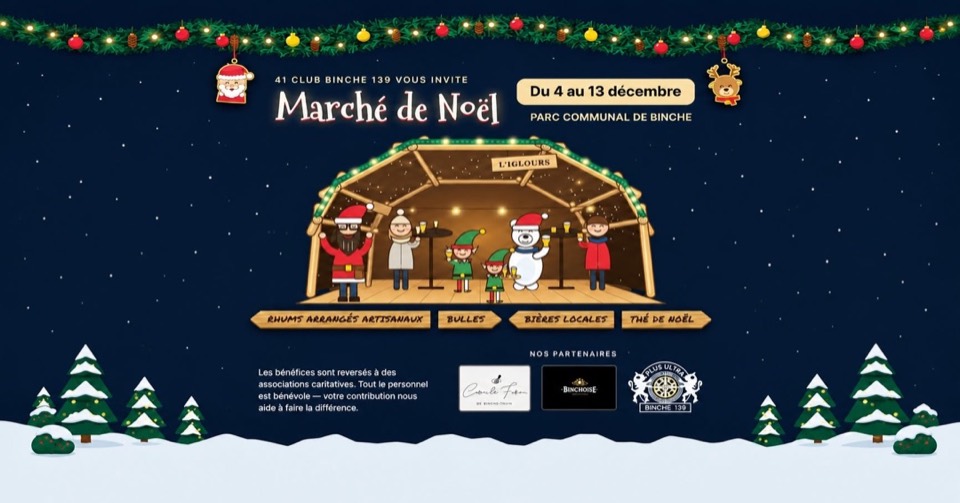 41 CLUB BINCHE 139 VOUS INVITE
Marché de Noël
Du 4 au 13 décembre
PARC COMMUNAL DE BINCHE
L'IGLOURS
RHUMS ARRANGÉS ARTISANAUX
BULLES
BIÈRES LOCALES
THÉ DE NOËL
NOS PARTENAIRES
Les bénéfices sont reversés à des
associations caritatives. Tout le personnel
est bénévole — votre contribution nous
aide à faire la différence.
BINCHOISE
PLUS ULTRA
BINCHE 139